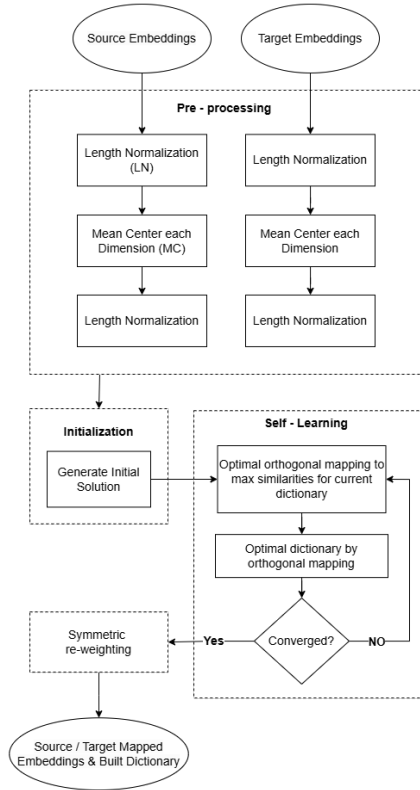 Source Embeddings
Target Embeddings
Pre - processing
Length Normalization
(LN)
Length Normalization
Mean Center each
Dimension (MC)
Mean Center each
Dimension
Length Normalization
Length Normalization
Initialization
Generate Initial
Solution
Self - Learning
Optimal orthogonal mapping to
max similarities for current
dictionary
Optimal dictionary by
orthogonal mapping
Converged?
Yes
NO
Symmetric
re-weighting
Source / Target Mapped
Embeddings & Built Dictionary